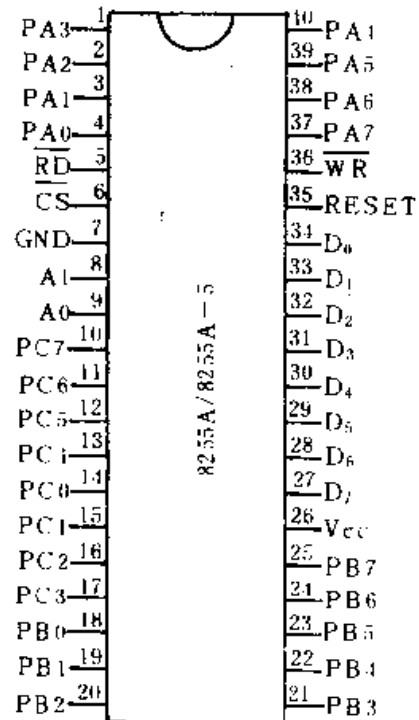 PA3 1 40 PA4
PA2 2 39 PA5
PA1 3 38 PA6
PA0 4 37 PA7
RD 5 36 WR
CS 6 35 RESET
GND 7 34 D0
A1 8 33 D1
A0 9 32 D2
PC7 10 31 D3
PC6 11 30 D4
PC5 12 29 D5
PC4 13 28 D6
PC0 14 27 D7
PC1 15 26 Vcc
PC2 16 25 PB7
PC3 17 24 PB6
PB0 18 23 PB5
PB1 19 22 PB4
PB2 20 21 PB3
8255A/8255A-5